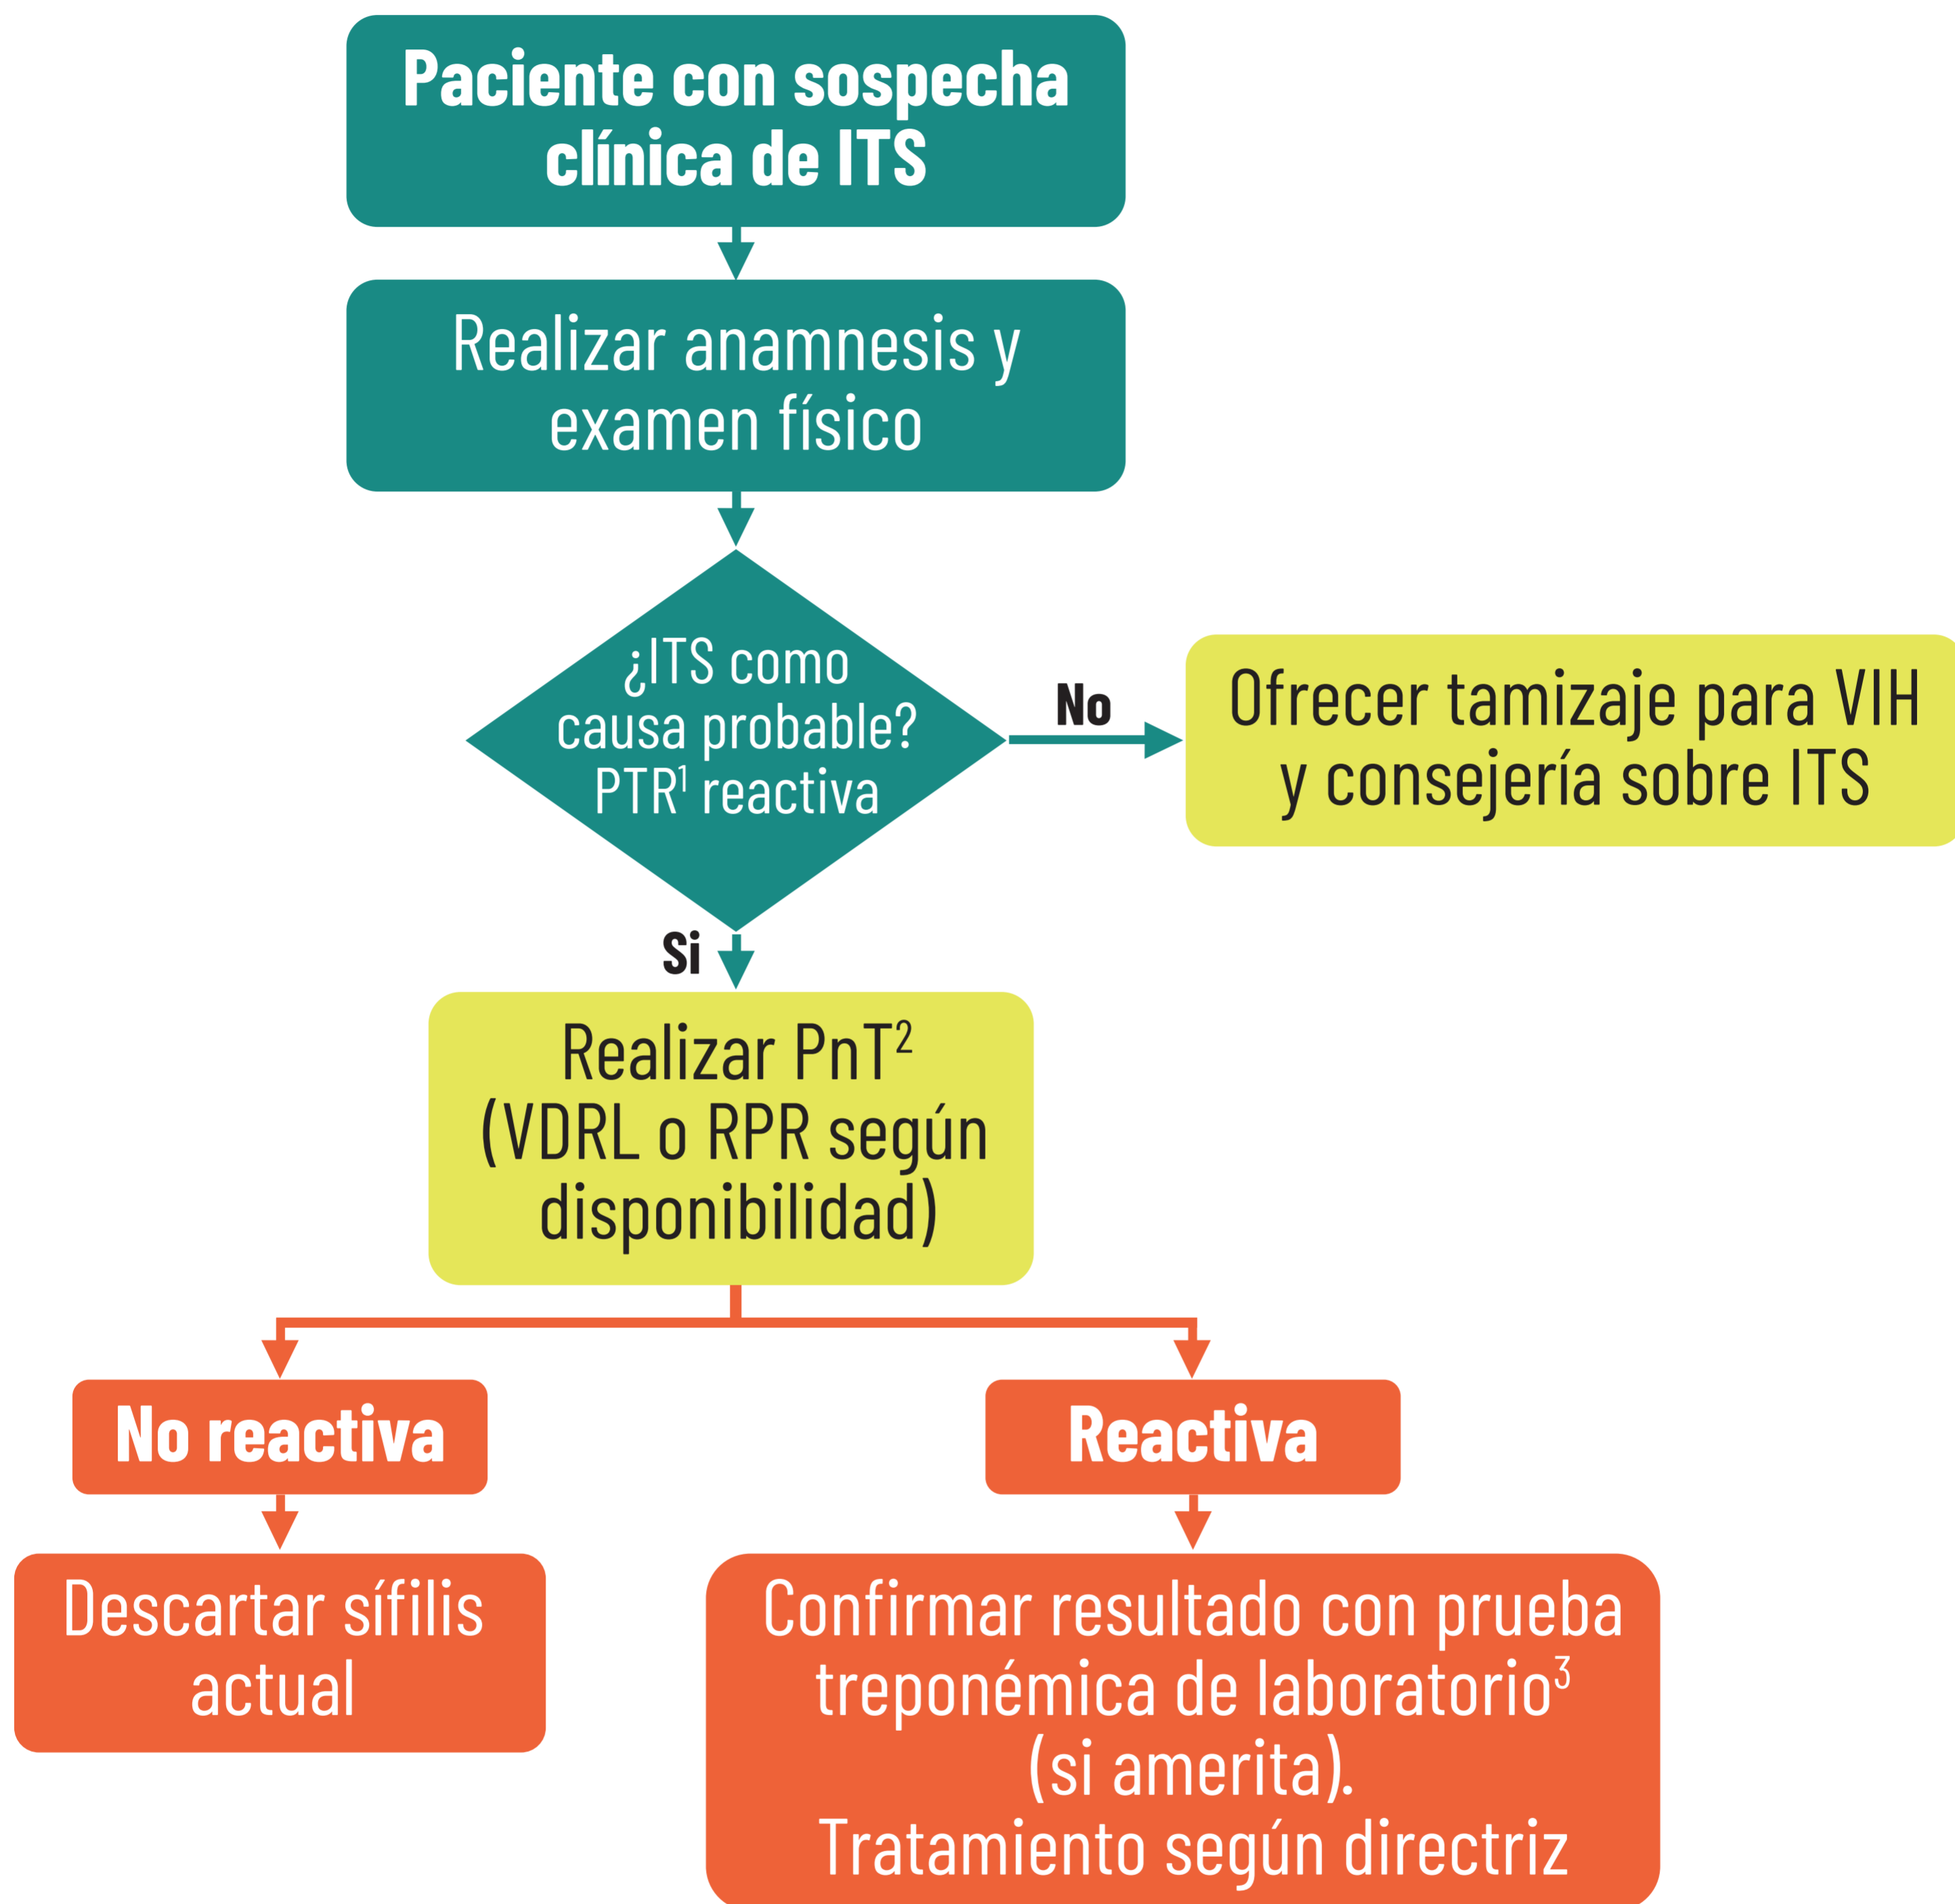 Paciente con sospecha
clínica de ITS
Realizar anamnesis y
examen físico
¿ITS como
causa probable?
PTR¹ reactiva
No
Ofrecer tamizaje para VIH
y consejería sobre ITS
Si
Realizar PnT²
(VDRL o RPR según
disponibilidad)
No reactiva
Reactiva
Descartar sífilis
actual
Confirmar resultado con prueba
treponémica de laboratorio³
(si amerita).
Tratamiento según directriz